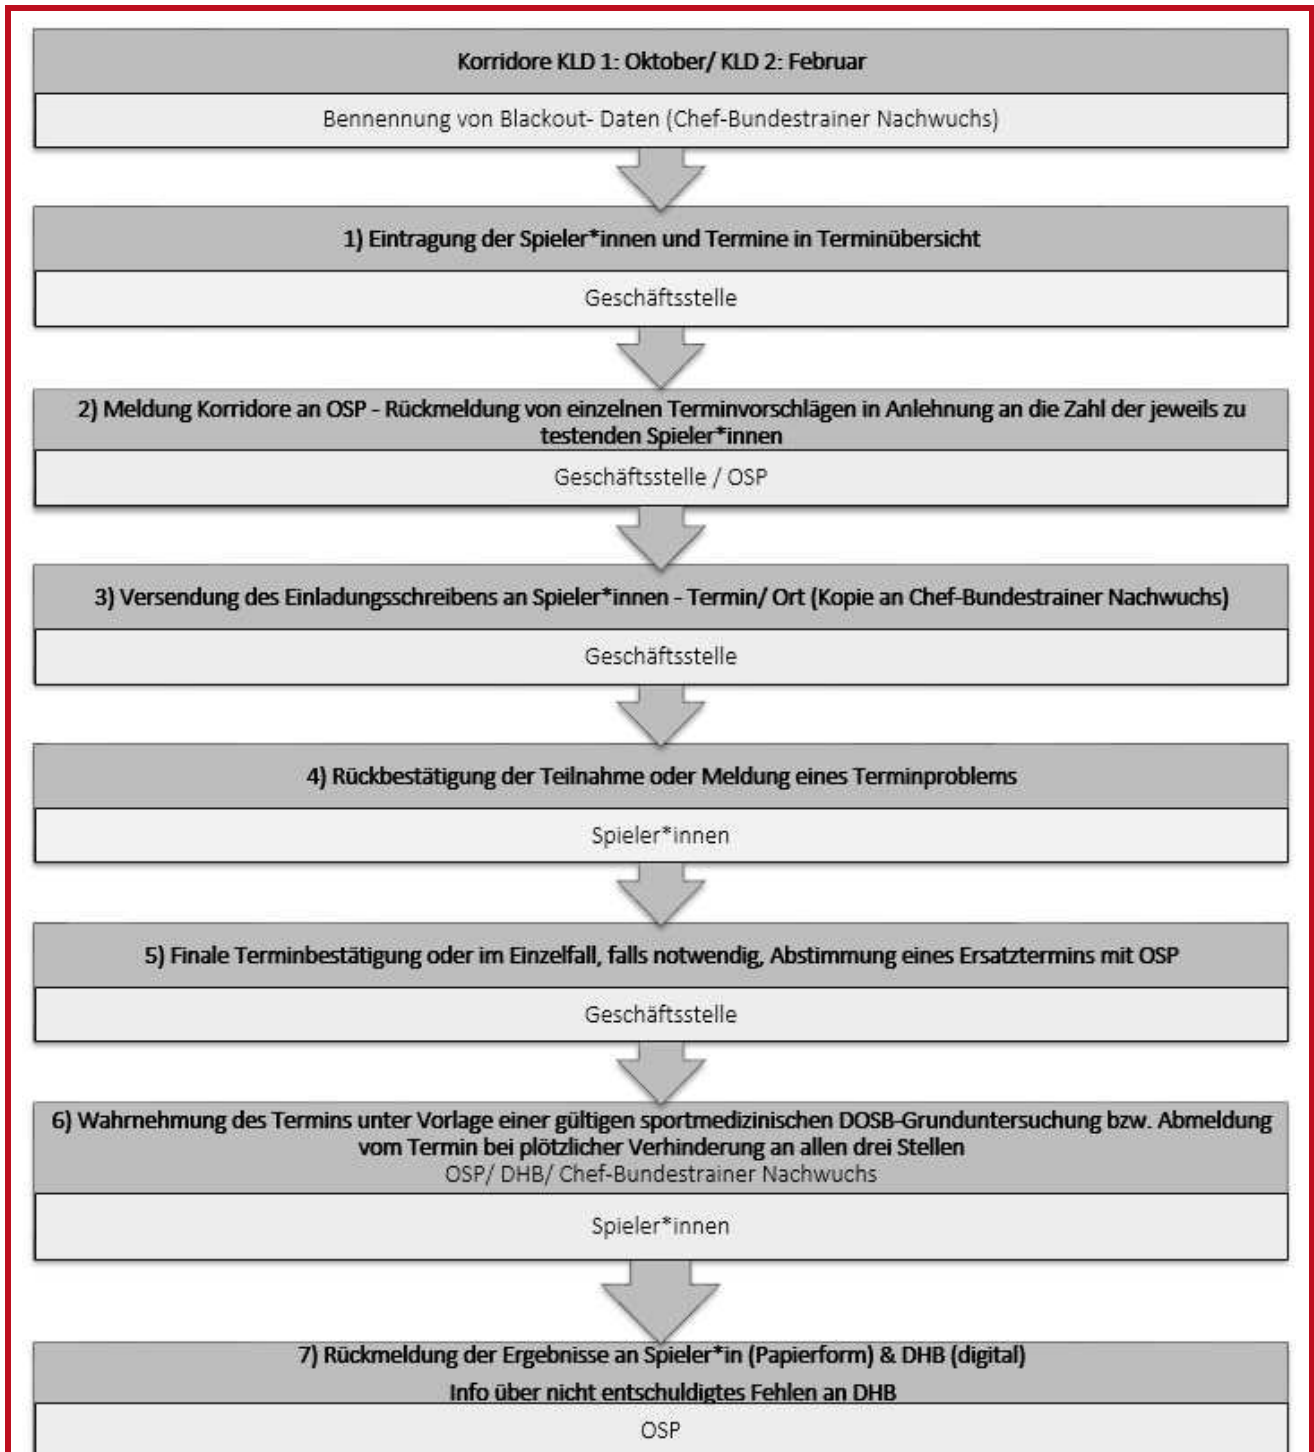 Korridore KLD 1: Oktober/ KLD 2: Februar
Bennennung von Blackout- Daten (Chef-Bundestrainer Nachwuchs)
1) Eintragung der Spieler*innen und Termine in Terminübersicht
Geschäftsstelle
2) Meldung Korridore an OSP - Rückmeldung von einzelnen Terminvorschlägen in Anlehnung an die Zahl der jeweils zu
testenden Spieler*innen
Geschäftsstelle / OSP
3) Versendung des Einladungsschreibens an Spieler*innen - Termin/ Ort (Kopie an Chef-Bundestrainer Nachwuchs)
Geschäftsstelle
4) Rückbestätigung der Teilnahme oder Meldung eines Terminproblems
Spieler*innen
5) Finale Terminbestätigung oder im Einzelfall, falls notwendig, Abstimmung eines Ersatztermins mit OSP
Geschäftsstelle
6) Wahrnehmung des Termins unter Vorlage einer gültigen sportmedizinischen DOSB-Grunduntersuchung bzw. Abmeldung
vom Termin bei plötzlicher Verhinderung an allen drei Stellen
OSP/ DHB/ Chef-Bundestrainer Nachwuchs
Spieler*innen
7) Rückmeldung der Ergebnisse an Spieler*in (Papierform) & DHB (digital)
Info über nicht entschuldigtes Fehlen an DHB
OSP